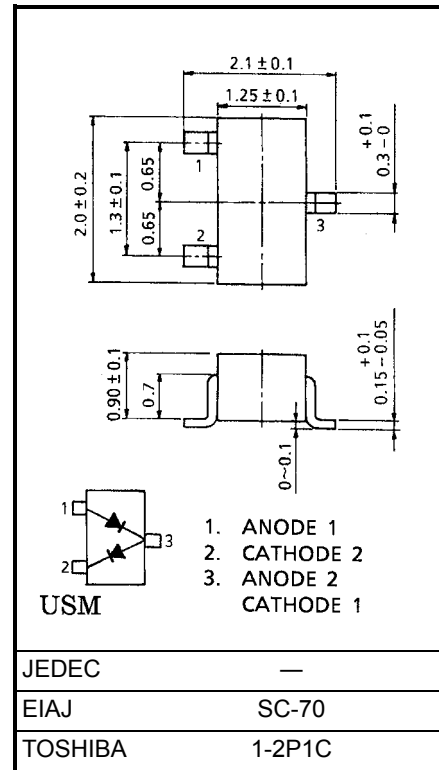 2.1±0.1
1.25±0.1
+0.1
0.3−0
2.0±0.2
1.3±0.1
0.65
0.65
1
2
3
0.90±0.1
0.7
+0.1
0.15−0.05
0~0.1
1
2
3
USM
1. ANODE 1
2. CATHODE 2
3. ANODE 2
CATHODE 1
JEDEC —
EIAJ SC-70
TOSHIBA 1-2P1C